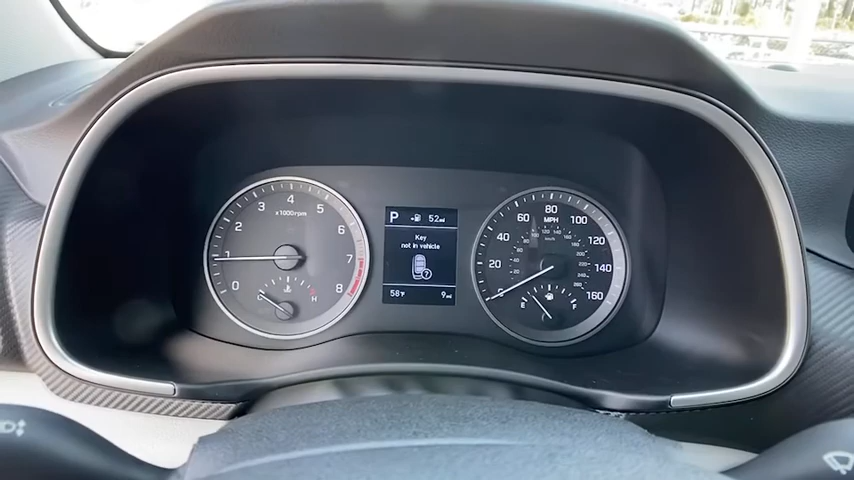 0 1 2 3 4 5 6 7 8
x1000rpm
C H
P 52mi
Key
not in vehicle
?
58°F 9mi
0 20 40 60 80 100 120 140 160
MPH
E F